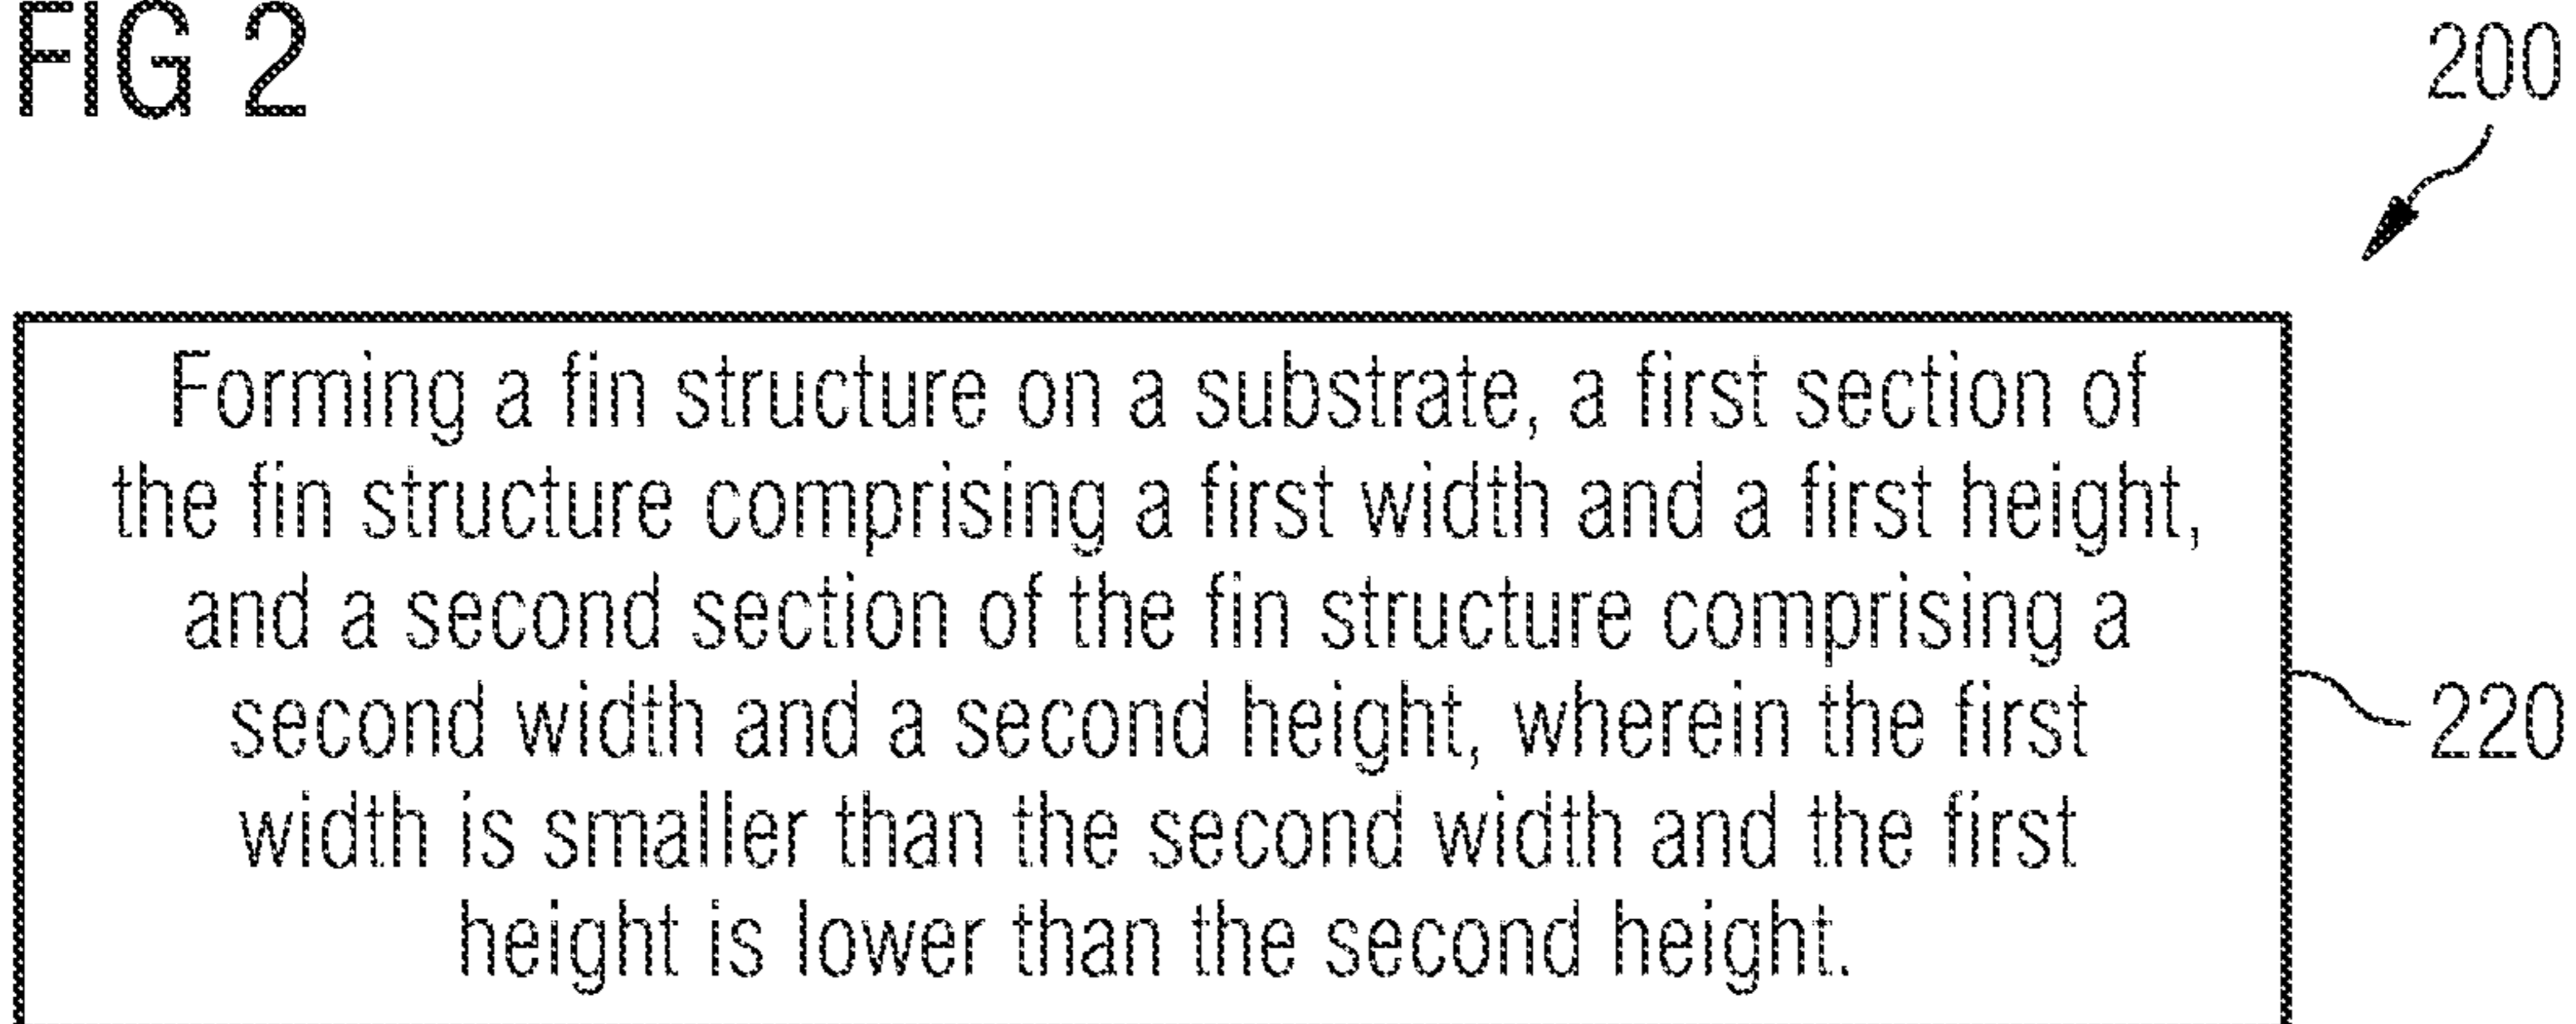 FIG 2
200
Forming a fin structure on a substrate, a first section of
the fin structure comprising a first width and a first height,
and a second section of the fin structure comprising a
second width and a second height, wherein the first
width is smaller than the second width and the first
height is lower than the second height.
220